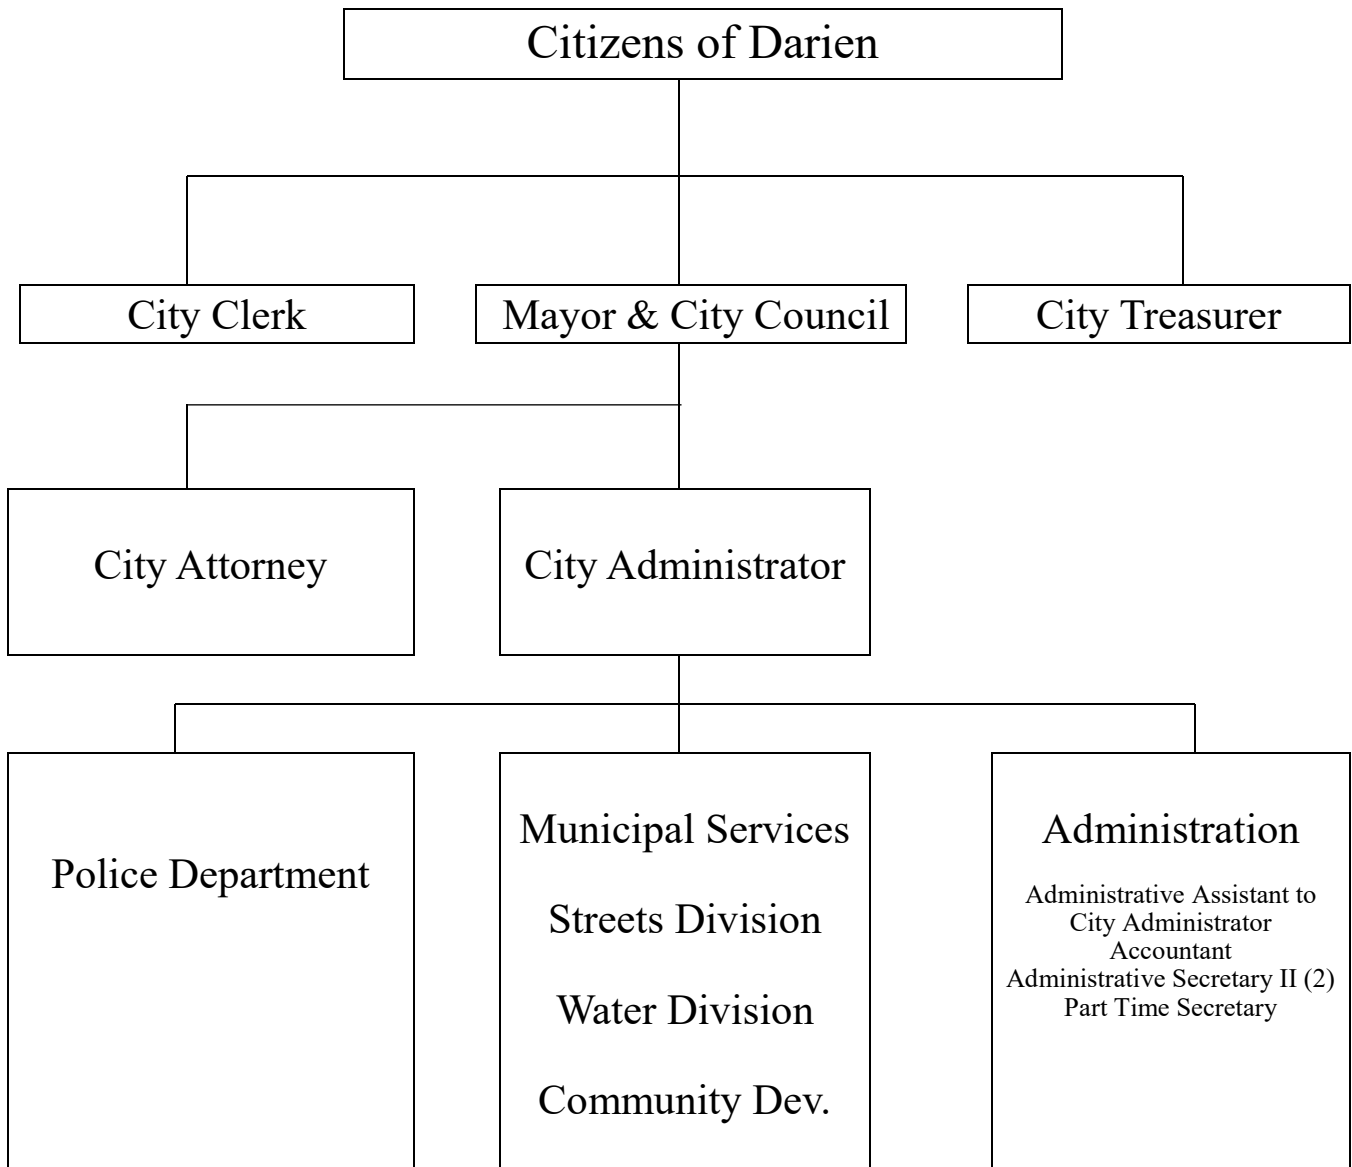 Citizens of Darien
City Clerk
Mayor & City Council
City Treasurer
City Attorney
City Administrator
Police Department
Municipal Services
Streets Division
Water Division
Community Dev.
Administration
Administrative Assistant to
City Administrator
Accountant
Administrative Secretary II (2)
Part Time Secretary